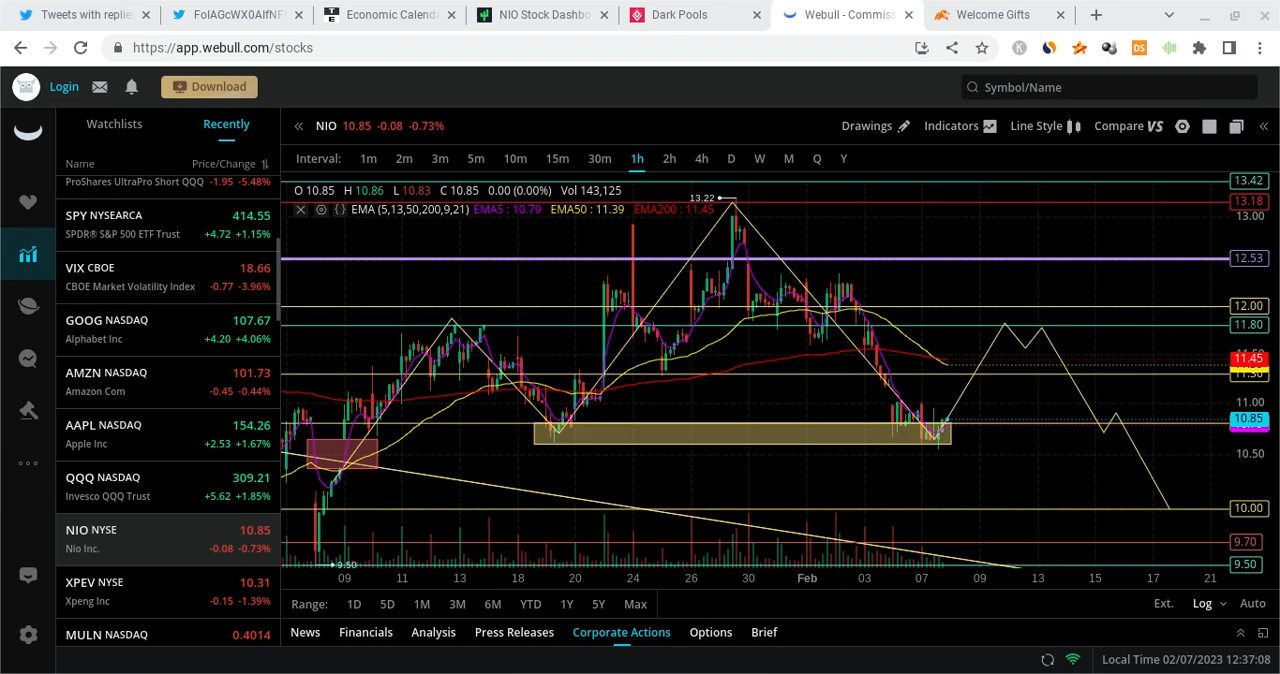 Tweets with replie
FolAGcWX0AIfNF
Economic Calenda
NIO Stock Dashbo
Dark Pools
Webull - Commiss
Welcome Gifts
https://app.webull.com/stocks
Login
Download
Symbol/Name
Watchlists
Recently
Name
Price/Change
ProShares UltraPro Short QQQ -1.95 -5.48%
SPY NYSEARCA 414.55
SPDR® S&P 500 ETF Trust +4.72 +1.15%
VIX CBOE 18.66
CBOE Market Volatility Index -0.77 -3.96%
GOOG NASDAQ 107.67
Alphabet Inc +4.20 +4.06%
AMZN NASDAQ 101.73
Amazon Com -0.45 -0.44%
AAPL NASDAQ 154.26
Apple Inc +2.53 +1.67%
QQQ NASDAQ 309.21
Invesco QQQ Trust +5.62 +1.85%
NIO NYSE 10.85
Nio Inc. -0.08 -0.73%
XPEV NYSE 10.31
Xpeng Inc -0.15 -1.39%
MULN NASDAQ 0.4014
NIO 10.85 -0.08 -0.73%
Drawings
Indicators
Line Style
Compare VS
Interval: 1m 2m 3m 5m 10m 15m 30m 1h 2h 4h D W M Q Y
O 10.85 H 10.86 L 10.83 C 10.85 0.00 (0.00%) Vol 143,125
EMA (5,13,50,200,9,21) EMA5 : 10.79 EMA50 : 11.39 EMA200 : 11.45
13.22
9.50
13.42
13.18
13.00
12.53
12.00
11.80
11.45
11.00
10.85
10.50
10.00
9.70
9.50
09 11 13 18 20 24 26 30 Feb 03 07 09 13 15 17 21
Range: 1D 5D 1M 3M 6M YTD 1Y 5Y Max
Ext. Log Auto
News Financials Analysis Press Releases Corporate Actions Options Brief
Local Time 02/07/2023 12:37:08